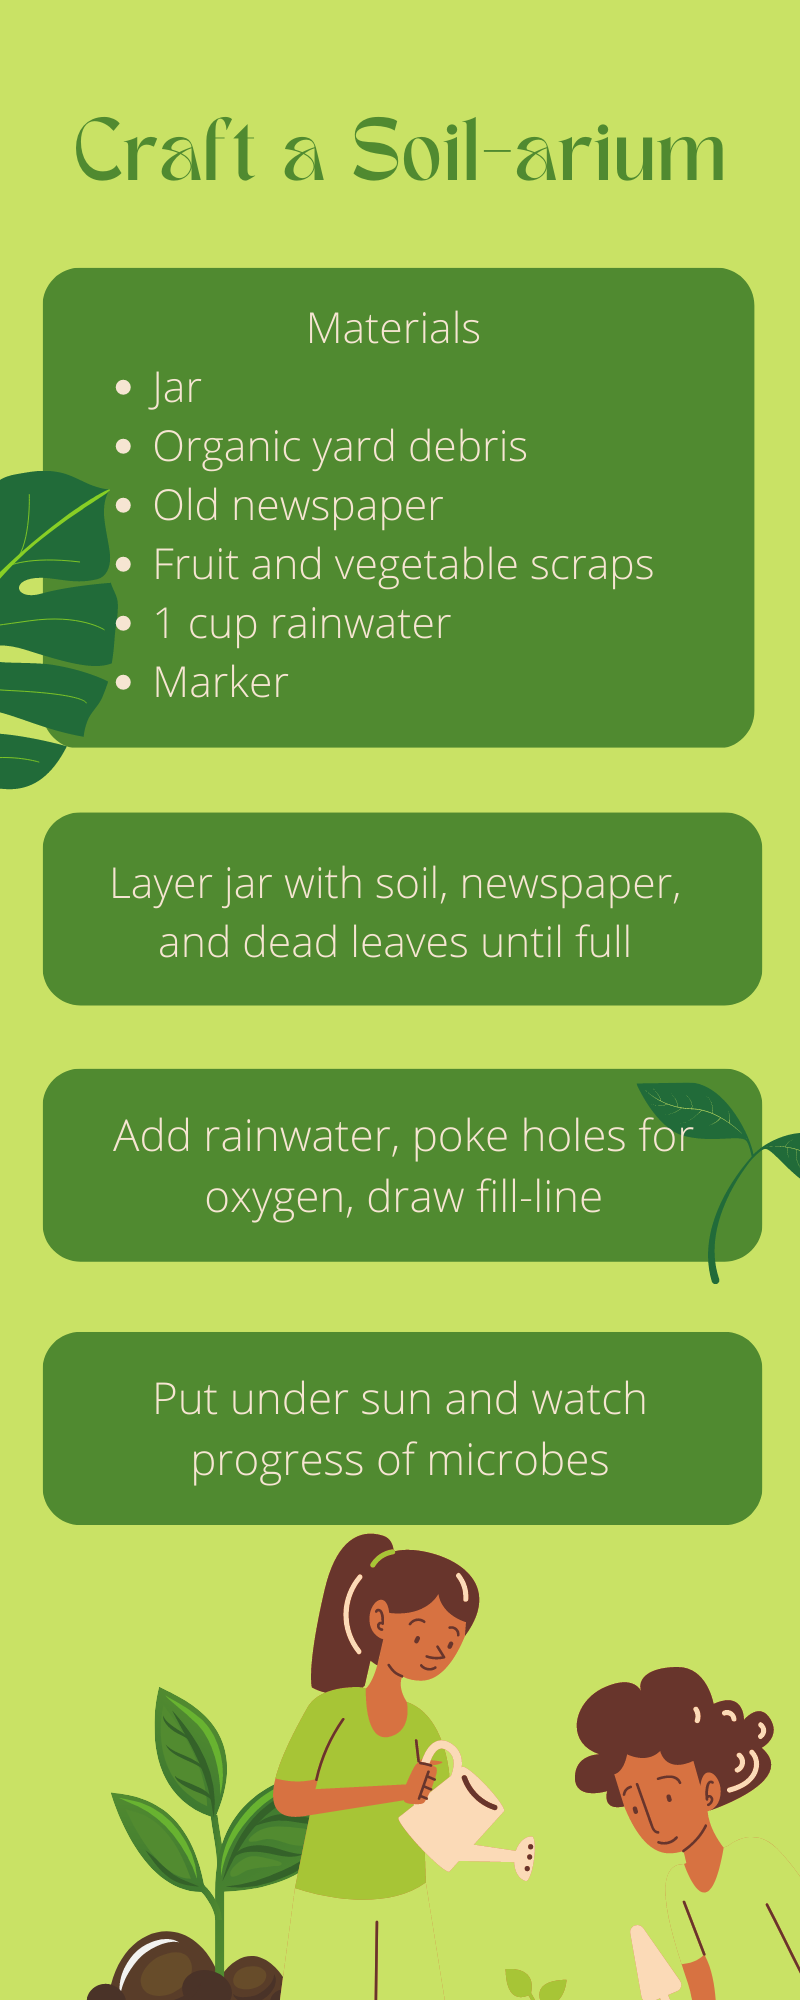 Craft a Soil-arium
Materials
• Jar
• Organic yard debris
• Old newspaper
• Fruit and vegetable scraps
• 1 cup rainwater
• Marker
Layer jar with soil, newspaper,
and dead leaves until full
Add rainwater, poke holes for
oxygen, draw fill-line
Put under sun and watch
progress of microbes